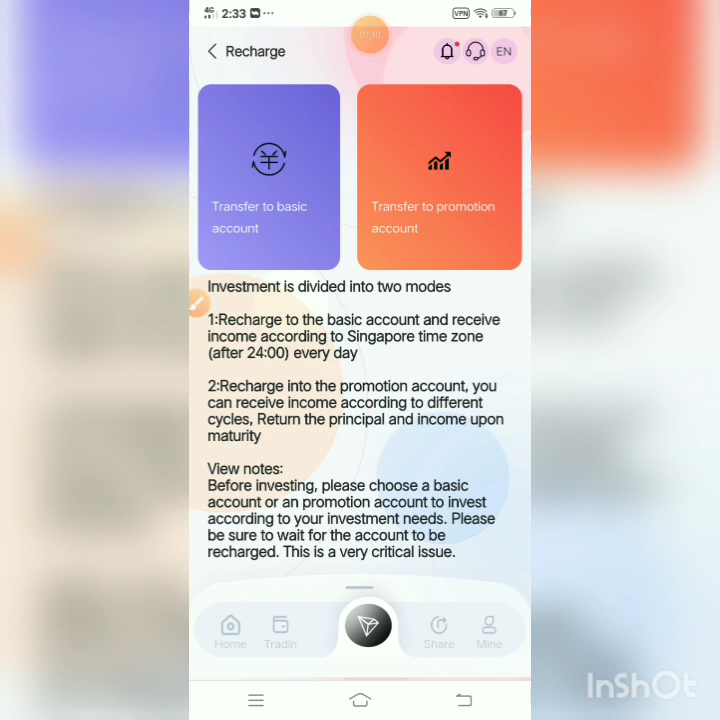 4G 2:33 ... VPN 67
02:40
Recharge EN
Transfer to basic
account
Transfer to promotion
account
Investment is divided into two modes
1:Recharge to the basic account and receive
income according to Singapore time zone
(after 24:00) every day
2:Recharge into the promotion account, you
can receive income according to different
cycles, Return the principal and income upon
maturity
View notes:
Before investing, please choose a basic
account or an promotion account to invest
according to your investment needs. Please
be sure to wait for the account to be
recharged. This is a very critical issue.
Home Tradin Share Mine
InShOt